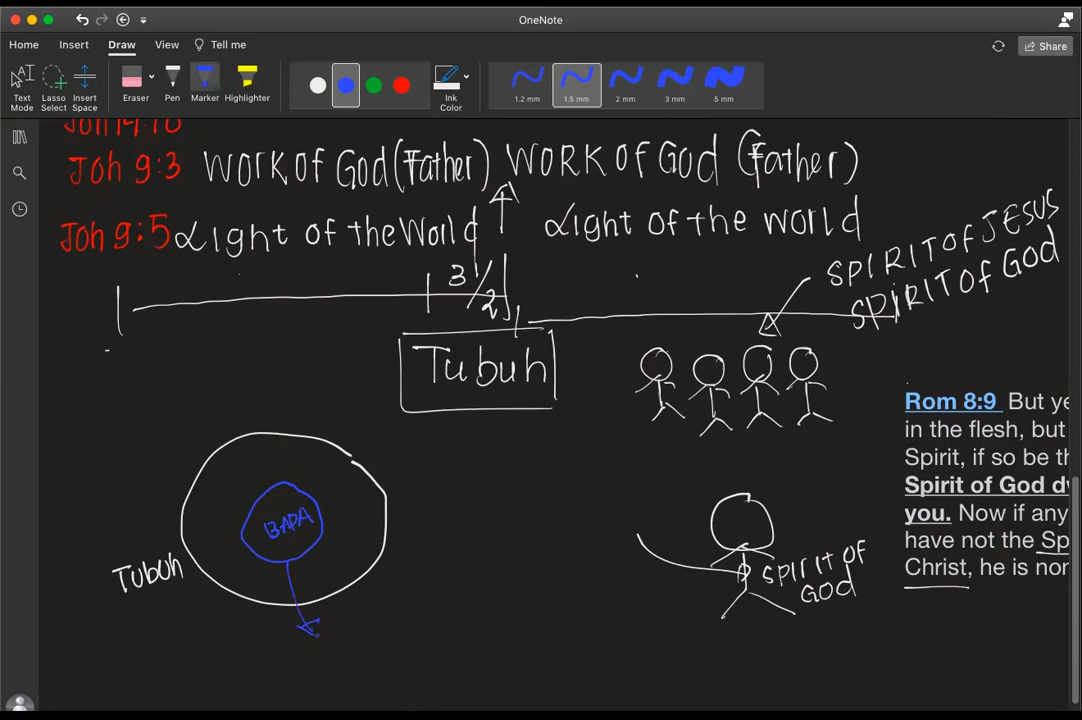 OneNote
Home Insert Draw View Tell me
Share
Text Mode
Lasso Select
Insert Space
Eraser
Pen
Marker
Highlighter
Ink Color
1.2 mm
1.5 mm
2 mm
3 mm
5 mm
Joh 14:10
Joh 9:3 WORK OF God (Father) WORK OF God (Father)
Joh 9:5 Light of the World Light of the world
SPIRIT OF JESUS
SPIRIT OF GOD
3 1/2
Tubuh
Rom 8:9 But ye
in the flesh, but
Spirit, if so be th
Spirit of God dw
you. Now if any
have not the Sp
Christ, he is non
BAPA
Tubuh
SPIRIT OF
GOD